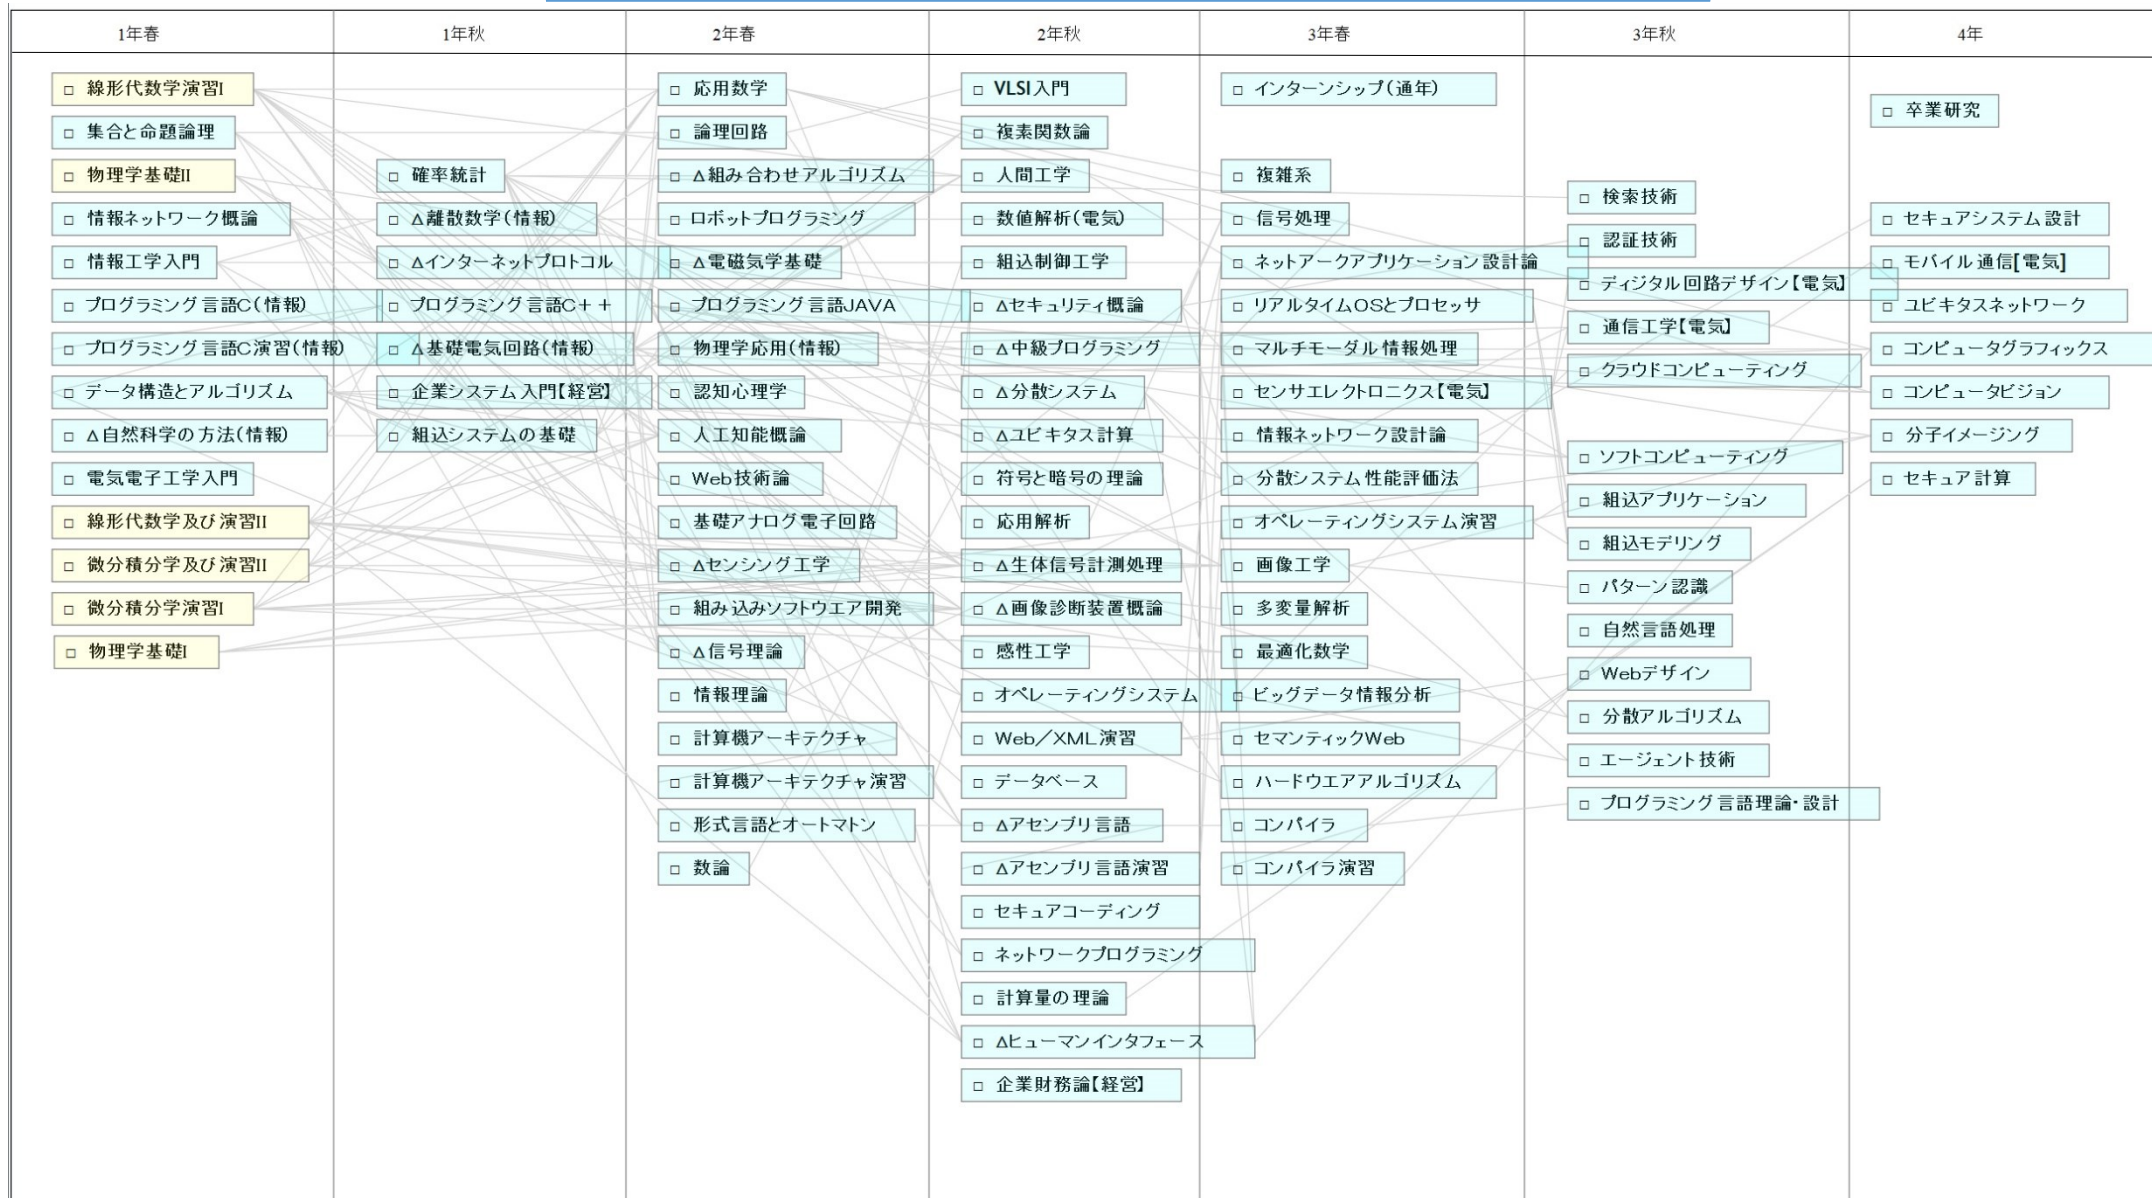 1年春
1年秋
2年春
2年秋
3年春
3年秋
4年
□ 線形代数学演習I
□ 集合と命題論理
□ 物理学基礎II
□ 情報ネットワーク概論
□ 情報工学入門
□ プログラミング言語C(情報)
□ プログラミング言語C演習(情報)
□ データ構造とアルゴリズム
□ △自然科学の方法(情報)
□ 電気電子工学入門
□ 線形代数学及び演習II
□ 微分積分学及び演習II
□ 微分積分学演習I
□ 物理学基礎I
□ 確率統計
□ △離散数学(情報)
□ △インターネットプロトコル
□ プログラミング言語C++
□ △基礎電気回路(情報)
□ 企業システム入門【経営】
□ 組込システムの基礎
□ 応用数学
□ 論理回路
□ △組み合わせアルゴリズム
□ ロボットプログラミング
□ △電磁気学基礎
□ プログラミング言語JAVA
□ 物理学応用(情報)
□ 認知心理学
□ 人工知能概論
□ Web技術論
□ 基礎アナログ電子回路
□ △センシング工学
□ 組み込みソフトウエア開発
□ △信号理論
□ 情報理論
□ 計算機アーキテクチャ
□ 計算機アーキテクチャ演習
□ 形式言語とオートマトン
□ 数論
□ VLSI入門
□ 複素関数論
□ 人間工学
□ 数値解析(電気)
□ 組込制御工学
□ △セキュリティ概論
□ △中級プログラミング
□ △分散システム
□ △ユビキタス計算
□ 符号と暗号の理論
□ 応用解析
□ △生体信号計測処理
□ △画像診断装置概論
□ 感性工学
□ オペレーティングシステム
□ Web/XML演習
□ データベース
□ △アセンブリ言語
□ △アセンブリ言語演習
□ セキュアコーディング
□ ネットワークプログラミング
□ 計算量の理論
□ △ヒューマンインタフェース
□ 企業財務論【経営】
□ インターンシップ(通年)
□ 複雑系
□ 信号処理
□ ネットアークアプリケーション設計論
□ リアルタイムOSとプロセッサ
□ マルチモーダル情報処理
□ センサエレクトロニクス【電気】
□ 情報ネットワーク設計論
□ 分散システム性能評価法
□ オペレーティングシステム演習
□ 画像工学
□ 多変量解析
□ 最適化数学
□ ビッグデータ情報分析
□ セマンティックWeb
□ ハードウエアアルゴリズム
□ コンパイラ
□ コンパイラ演習
□ 検索技術
□ 認証技術
□ ディジタル回路デザイン【電気】
□ 通信工学【電気】
□ クラウドコンピューティング
□ ソフトコンピューティング
□ 組込アプリケーション
□ 組込モデリング
□ パターン認識
□ 自然言語処理
□ Webデザイン
□ 分散アルゴリズム
□ エージェント技術
□ プログラミング言語理論・設計
□ 卒業研究
□ セキュアシステム設計
□ モバイル通信[電気]
□ ユビキタスネットワーク
□ コンピュータグラフィックス
□ コンピュータビジョン
□ 分子イメージング
□ セキュア計算